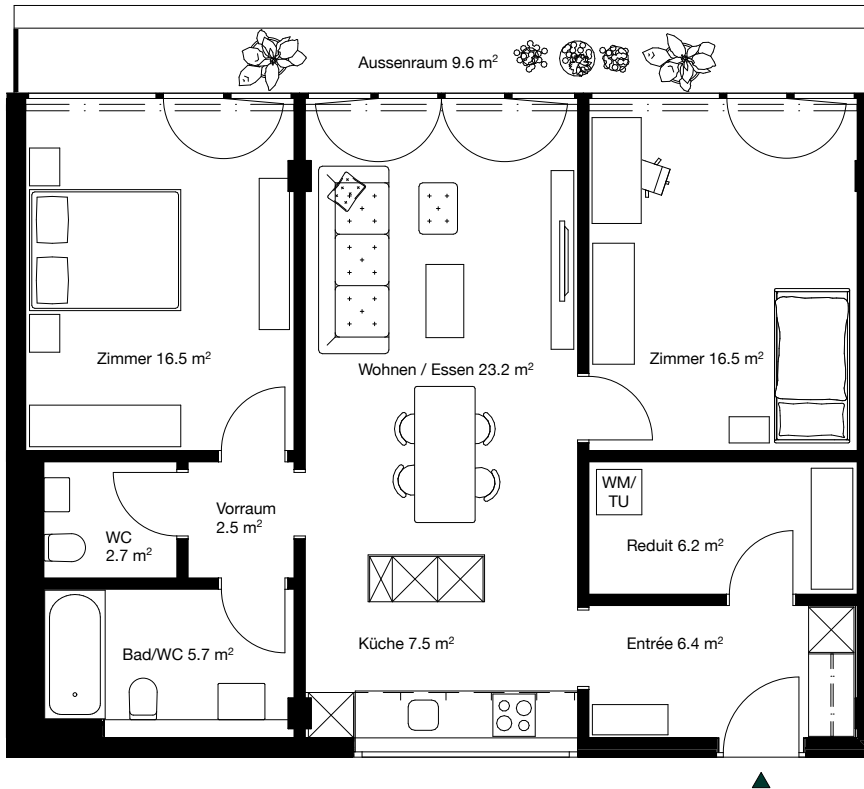 Aussenraum 9.6 m²
Zimmer 16.5 m²
Wohnen / Essen 23.2 m²
Zimmer 16.5 m²
WM/
TU
Vorraum
2.5 m²
WC
2.7 m²
Reduit 6.2 m²
Bad/WC 5.7 m²
Küche 7.5 m²
Entrée 6.4 m²